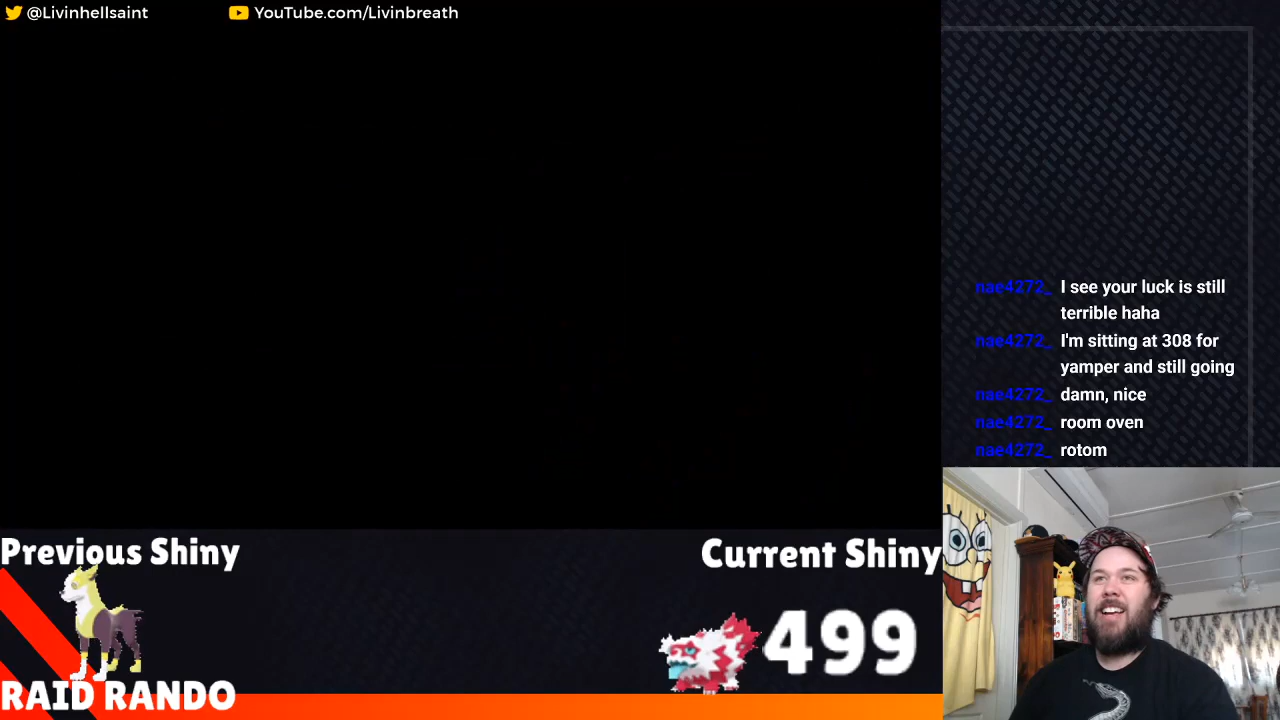 @Livinhellsaint
YouTube.com/Livinbreath
nae4272_ I see your luck is still
terrible haha
nae4272_ I'm sitting at 308 for
yamper and still going
nae4272_ damn, nice
nae4272_ room oven
nae4272_ rotom
Previous Shiny
Current Shiny
499
RAID RANDO